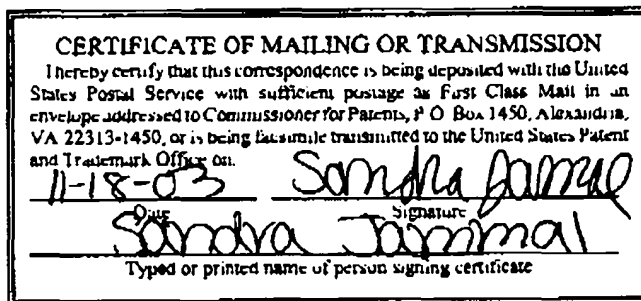 CERTIFICATE OF MAILING OR TRANSMISSION
I hereby certify that this correspondence is being deposited with the United
States Postal Service with sufficient postage as First Class Mail in an
envelope addressed to Commissioner for Patents, P O Box 1450, Alexandria,
VA 22313-1450, or is being facsimile transmitted to the United States Patent
and Trademark Office on:
11-18-03 Sandra Jammal
Date Signature
Sandra Jammal
Typed or printed name of person signing certificate